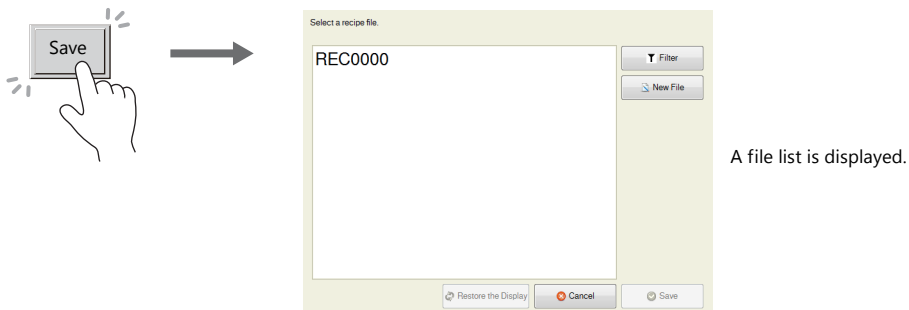 Save
Select a recipe file.
REC0000
Filter
New File
A file list is displayed.
Restore the Display
Cancel
Save